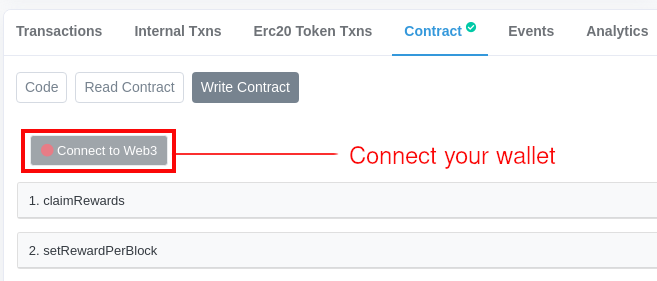 Transactions Internal Txns Erc20 Token Txns Contract Events Analytics
Code Read Contract Write Contract
Connect to Web3 Connect your wallet
1. claimRewards
2. setRewardPerBlock